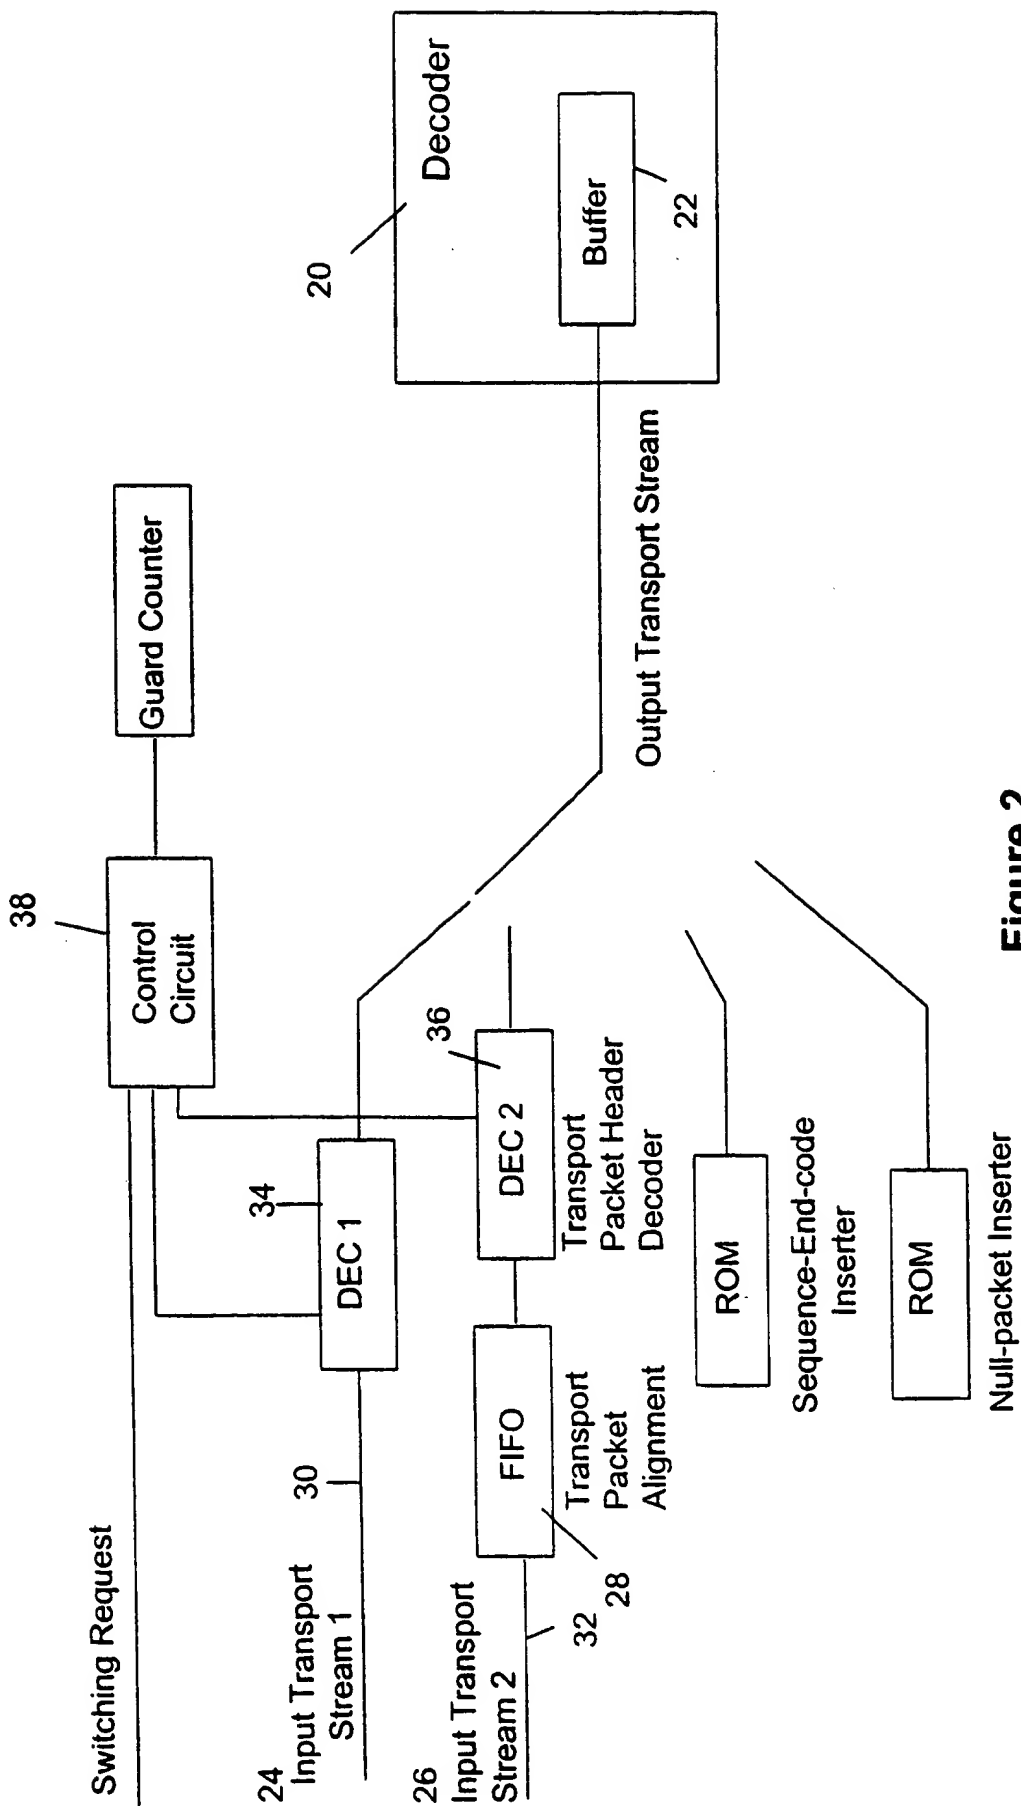 Switching Request
38
Control
Circuit
Guard Counter
24
Input Transport
Stream 1
30
34
DEC 1
26
Input Transport
Stream 2
32
28
FIFO
Transport
Packet
Alignment
36
DEC 2
Transport
Packet Header
Decoder
ROM
Sequence-End-code
Inserter
ROM
Null-packet Inserter
Output Transport Stream
20
Decoder
Buffer
22
Figure 2